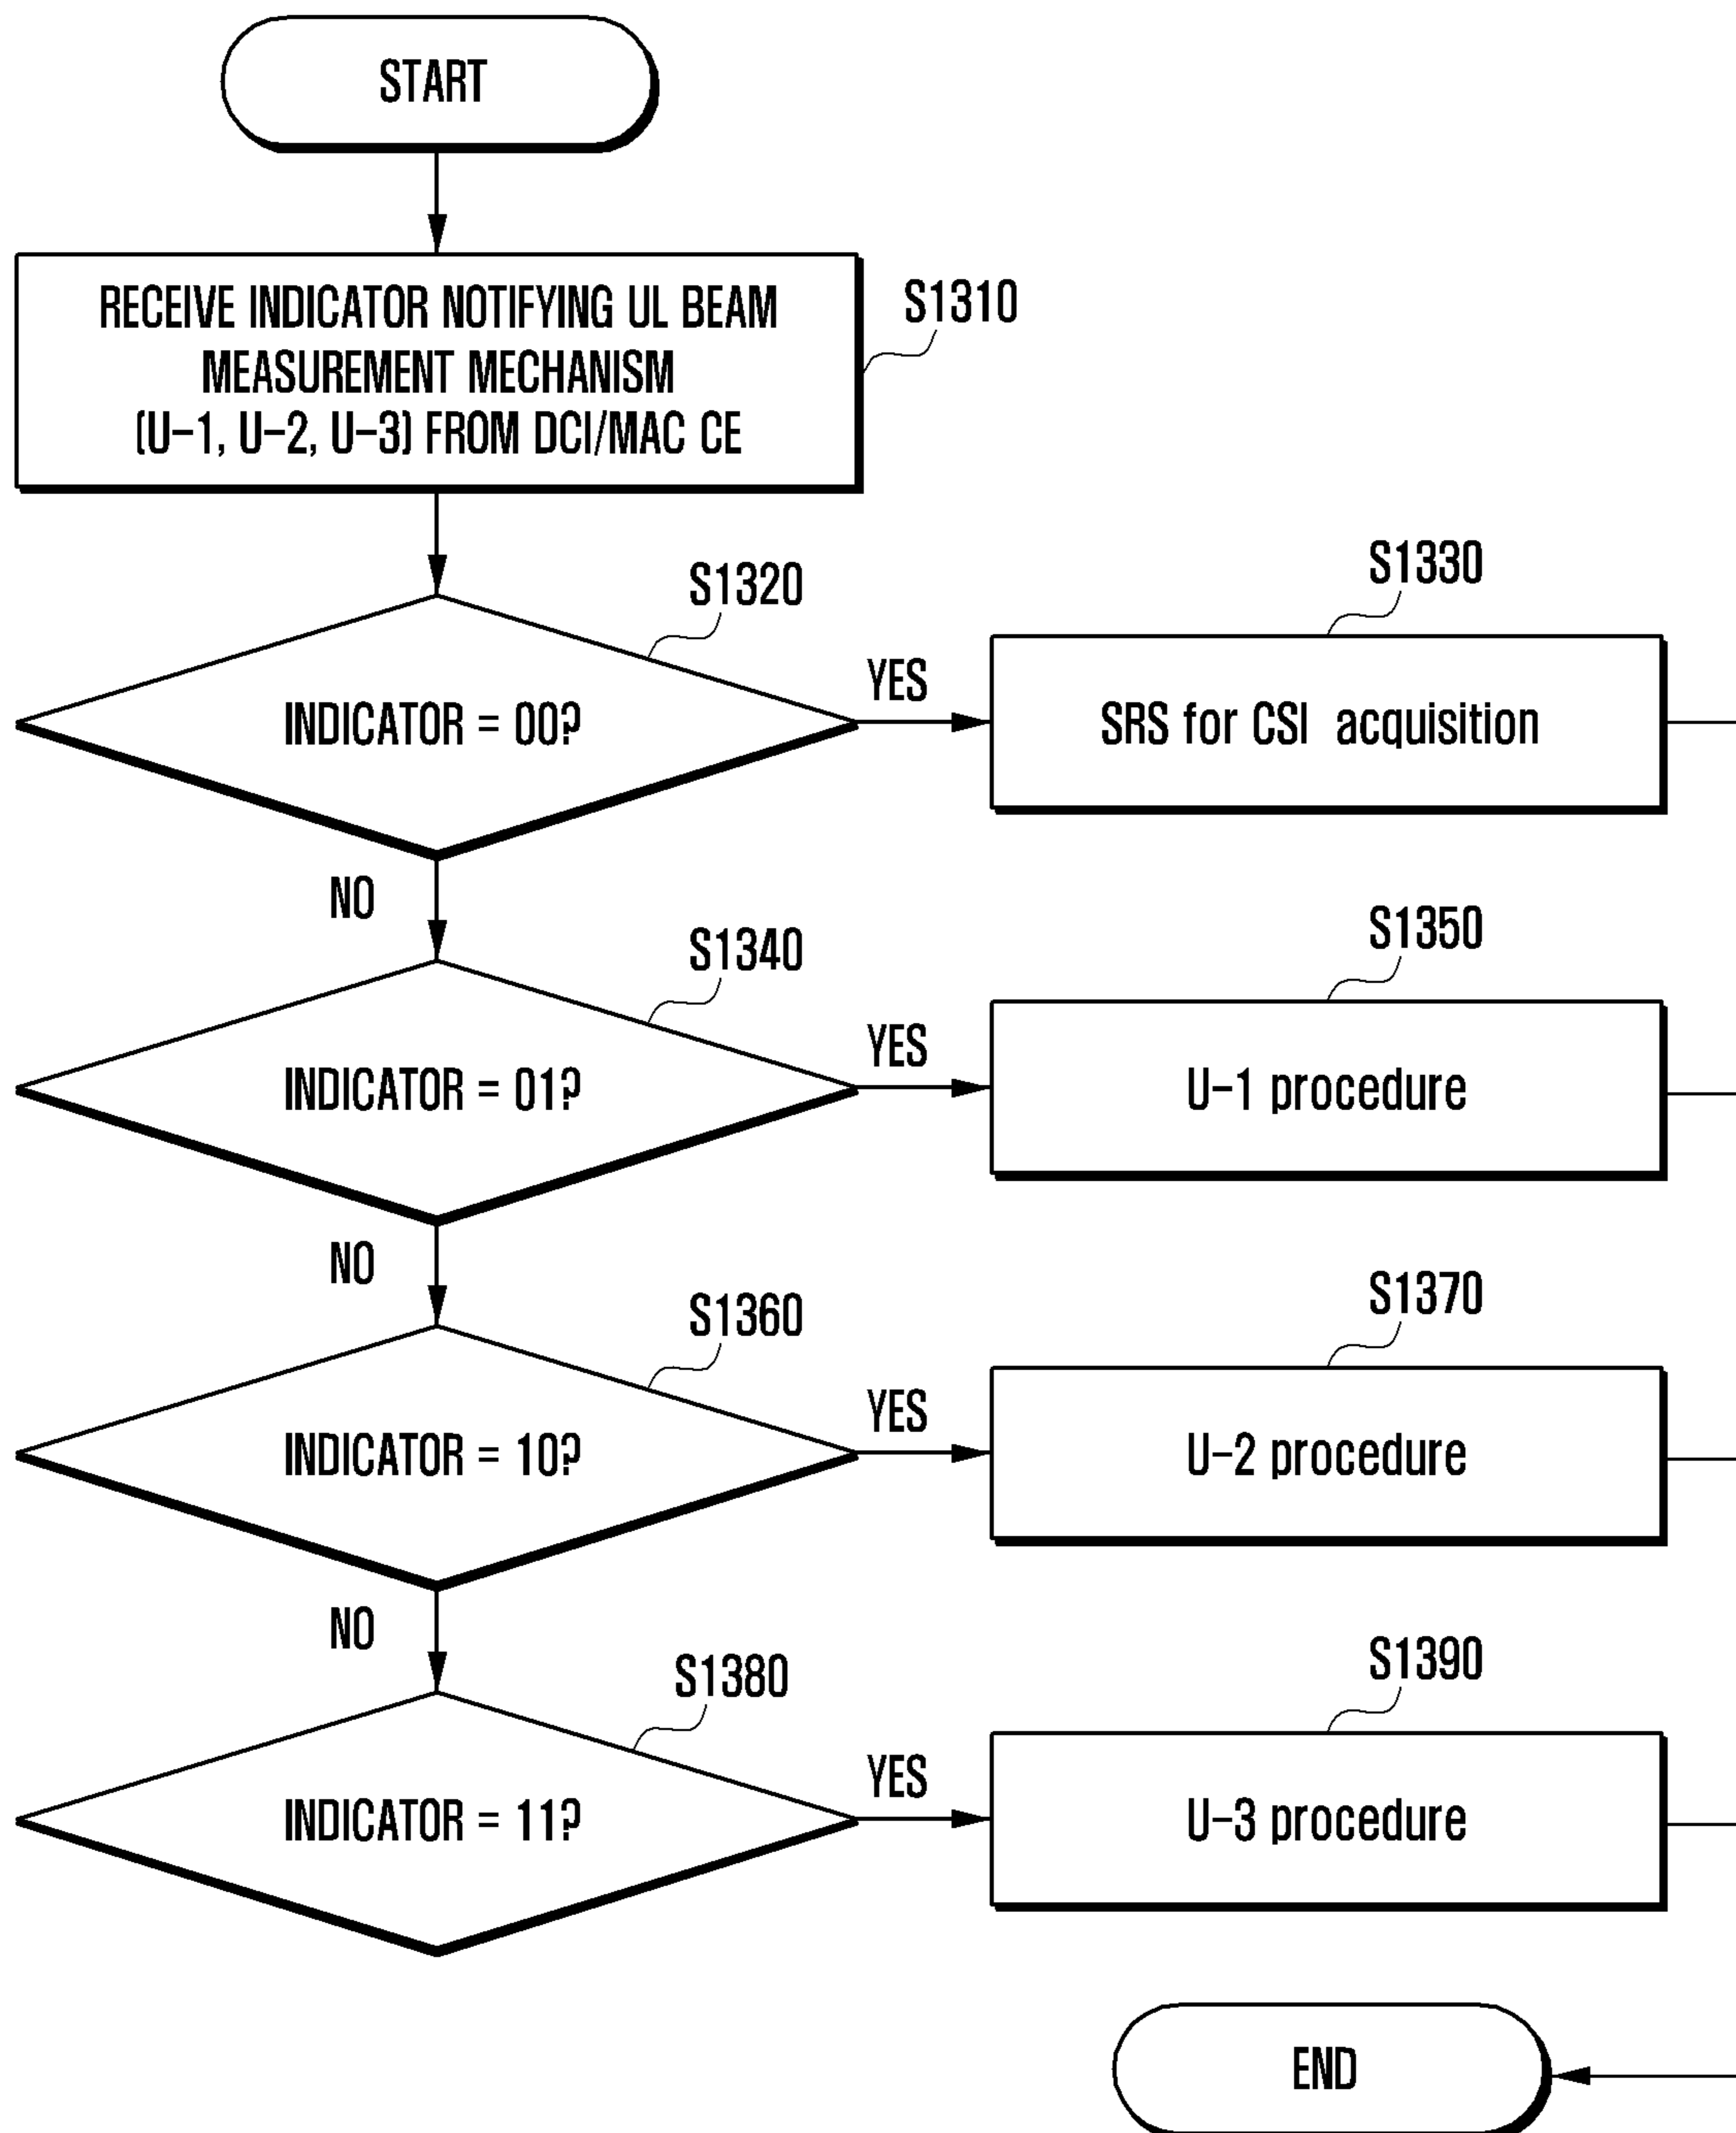 START
RECEIVE INDICATOR NOTIFYING UL BEAM
MEASUREMENT MECHANISM
(U-1, U-2, U-3) FROM DCI/MAC CE
S1310
S1320
INDICATOR = 00?
YES
S1330
SRS for CSI acquisition
NO
S1340
INDICATOR = 01?
YES
S1350
U-1 procedure
NO
S1360
INDICATOR = 10?
YES
S1370
U-2 procedure
NO
S1380
INDICATOR = 11?
YES
S1390
U-3 procedure
END